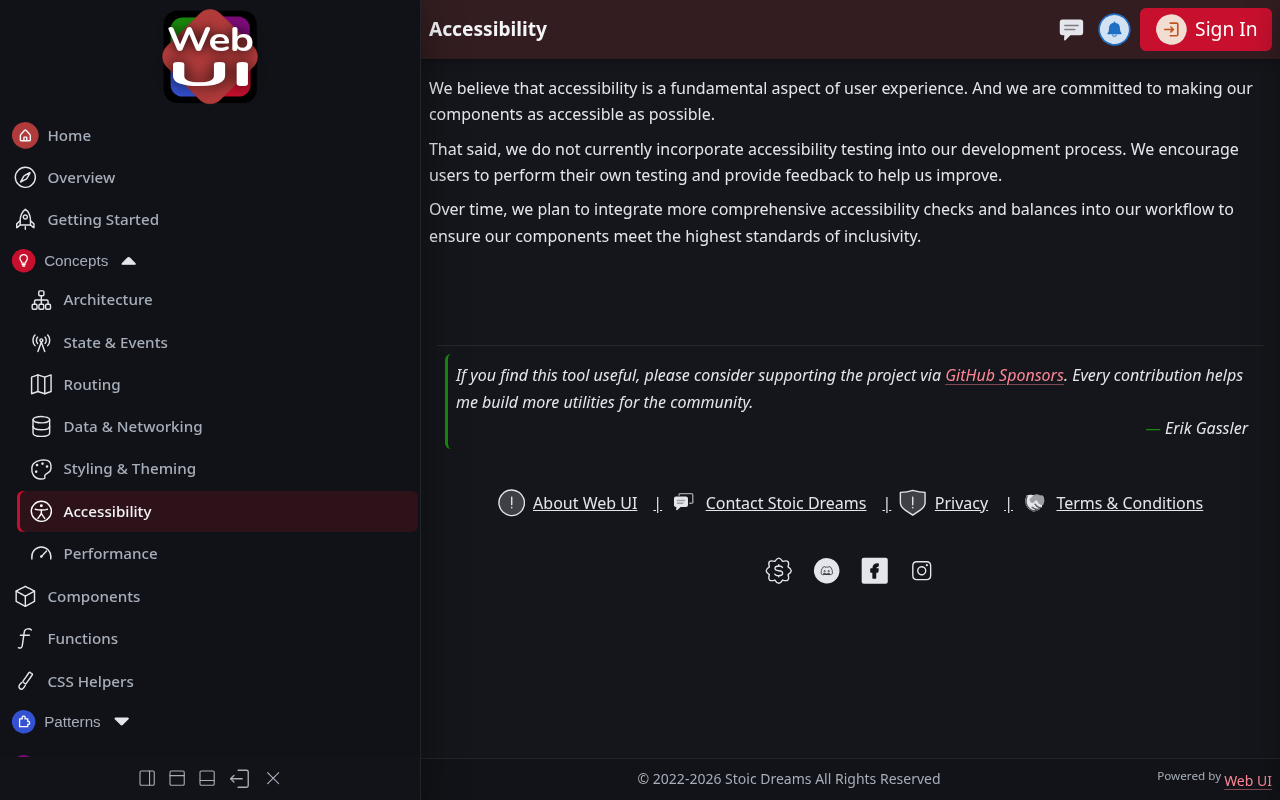 Web
UI
Home
Overview
Getting Started
Concepts
Architecture
State & Events
Routing
Data & Networking
Styling & Theming
Accessibility
Performance
Components
Functions
CSS Helpers
Patterns
Accessibility
Sign In
We believe that accessibility is a fundamental aspect of user experience. And we are committed to making our
components as accessible as possible.
That said, we do not currently incorporate accessibility testing into our development process. We encourage
users to perform their own testing and provide feedback to help us improve.
Over time, we plan to integrate more comprehensive accessibility checks and balances into our workflow to
ensure our components meet the highest standards of inclusivity.
If you find this tool useful, please consider supporting the project via GitHub Sponsors. Every contribution helps
me build more utilities for the community.
— Erik Gassler
About Web UI | Contact Stoic Dreams | Privacy | Terms & Conditions
© 2022-2026 Stoic Dreams All Rights Reserved
Powered by Web UI